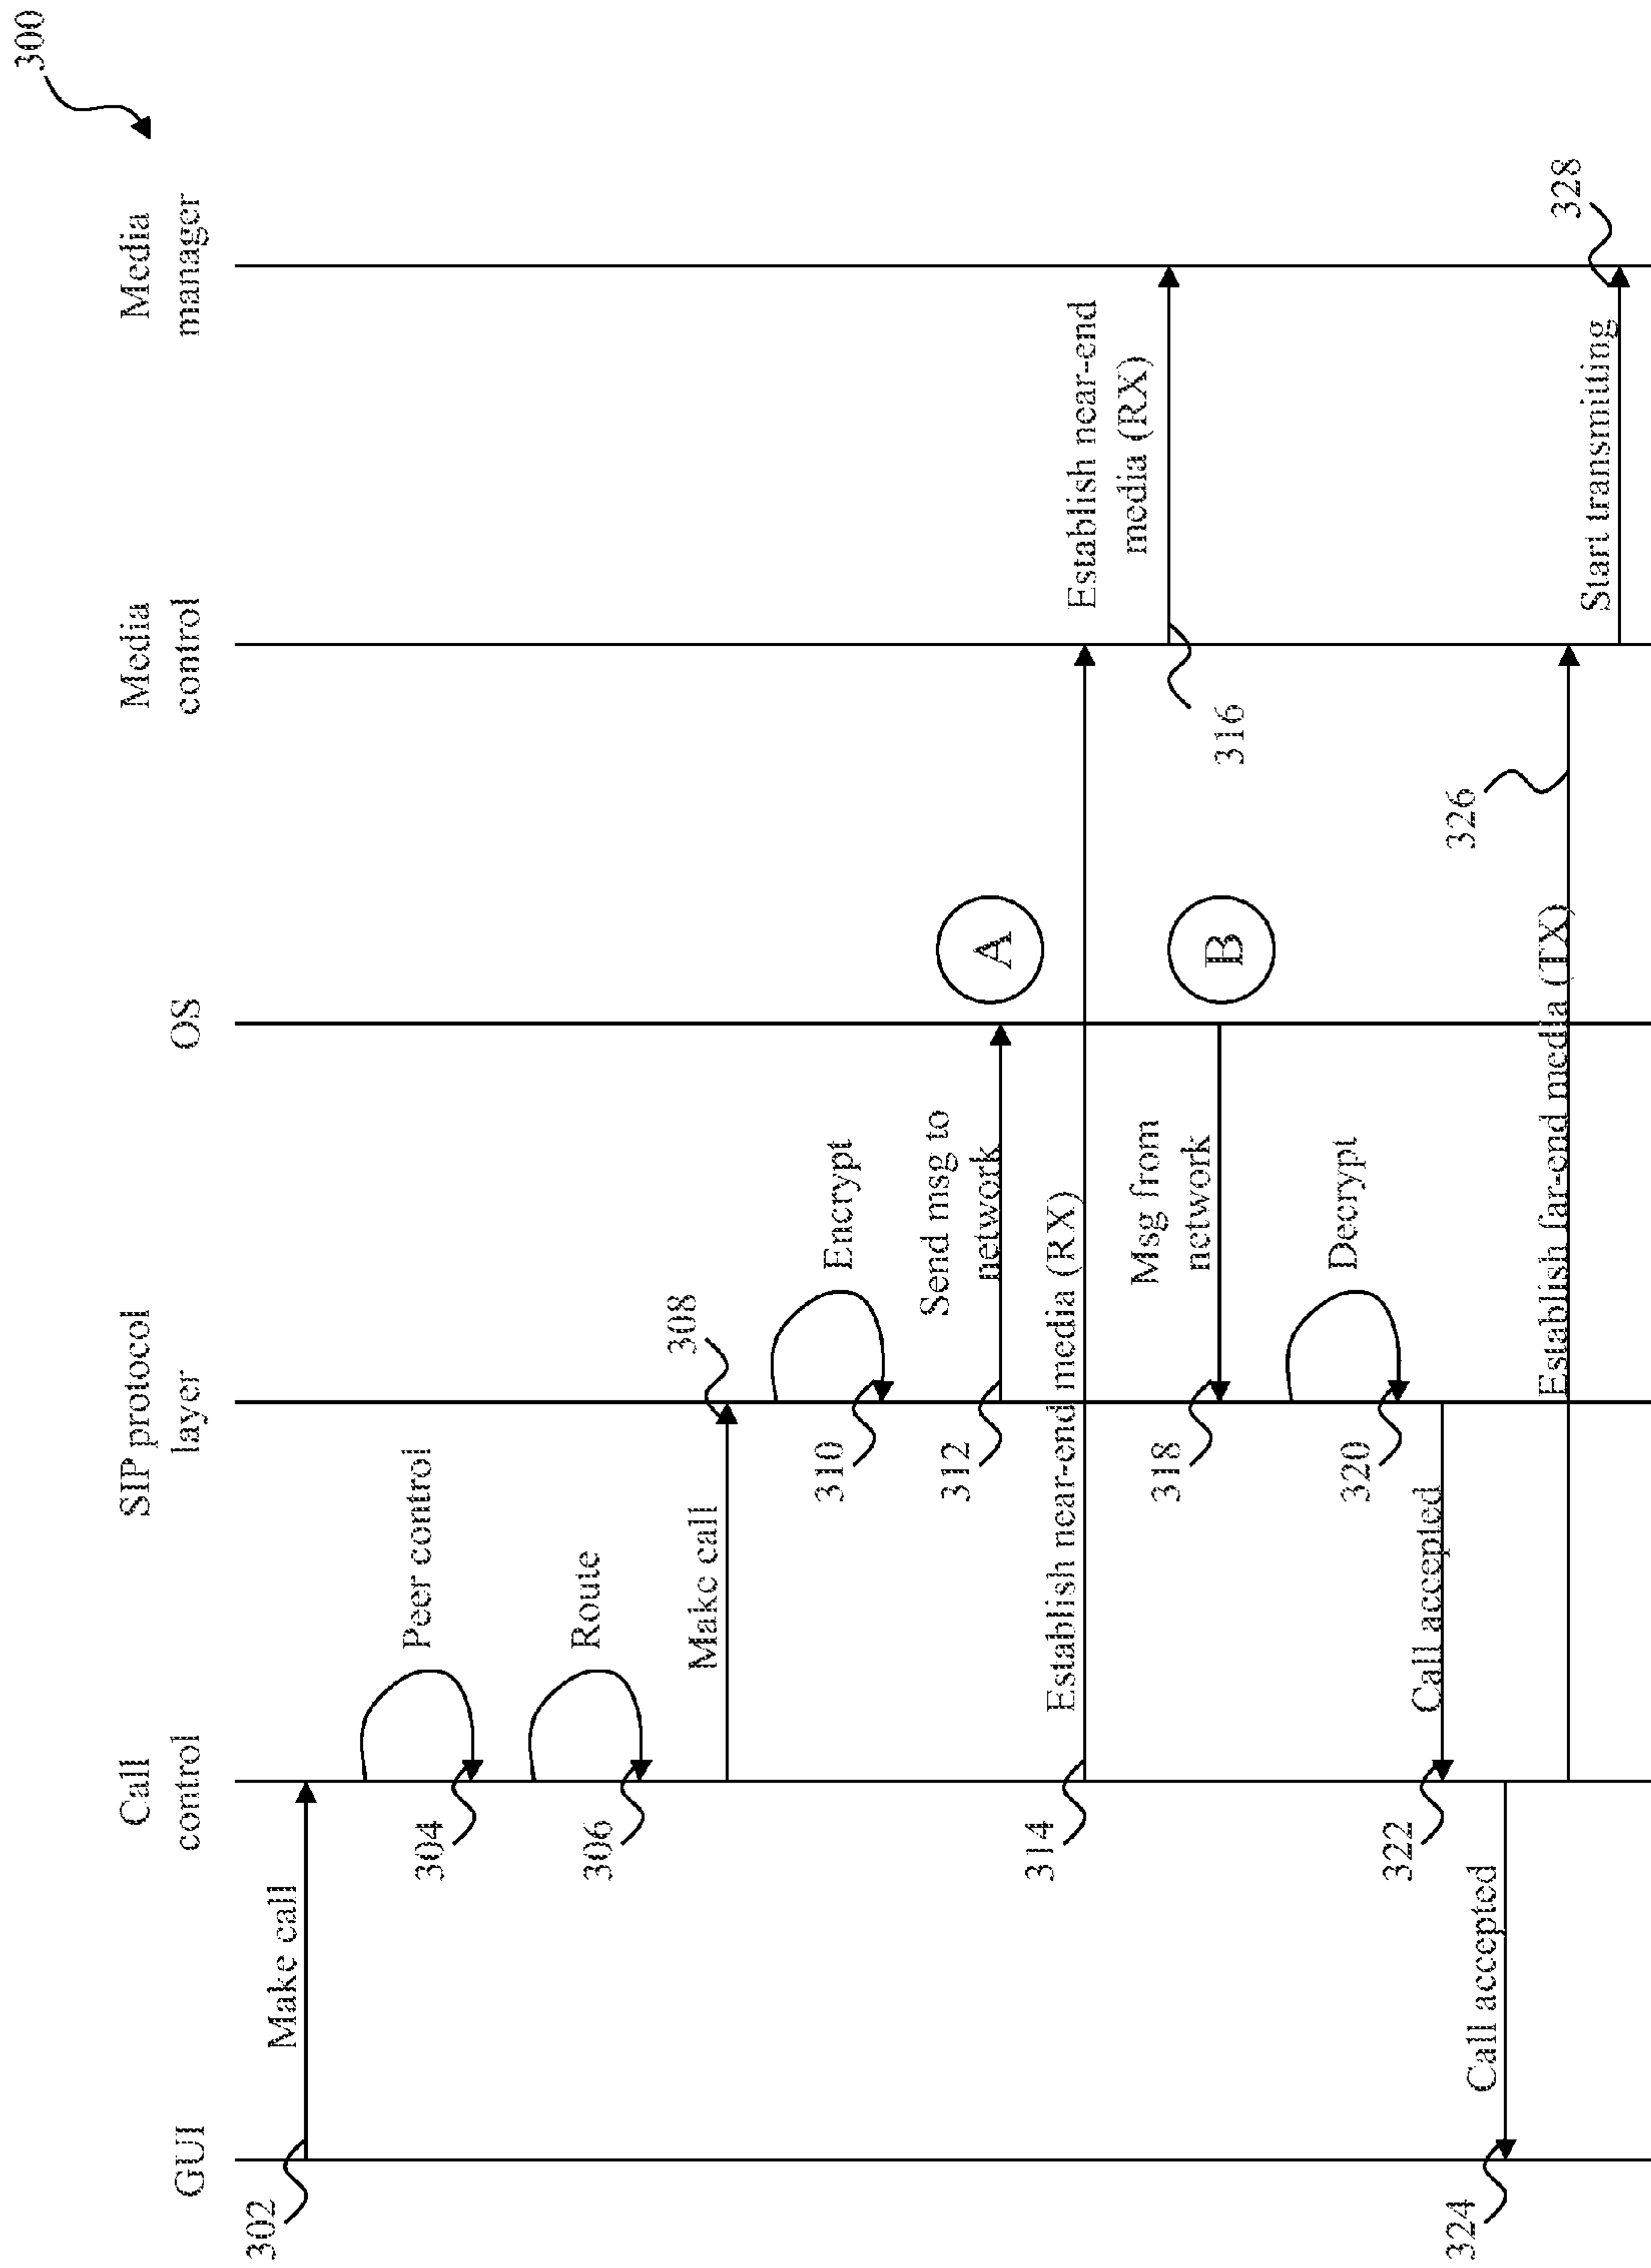 300
GUI
Call
control
SIP protocol
layer
OS
Media
control
Media
manager
302
Make call
304
Peer control
306
Route
Make call
308
310
Encrypt
312
Send msg to
network
A
314
Establish near-end media (RX)
Establish near-end
media (RX)
316
318
Msg from
network
B
320
Decrypt
322
Call accepted
324
Call accepted
Establish far-end media (TX)
326
Start transmitting
328